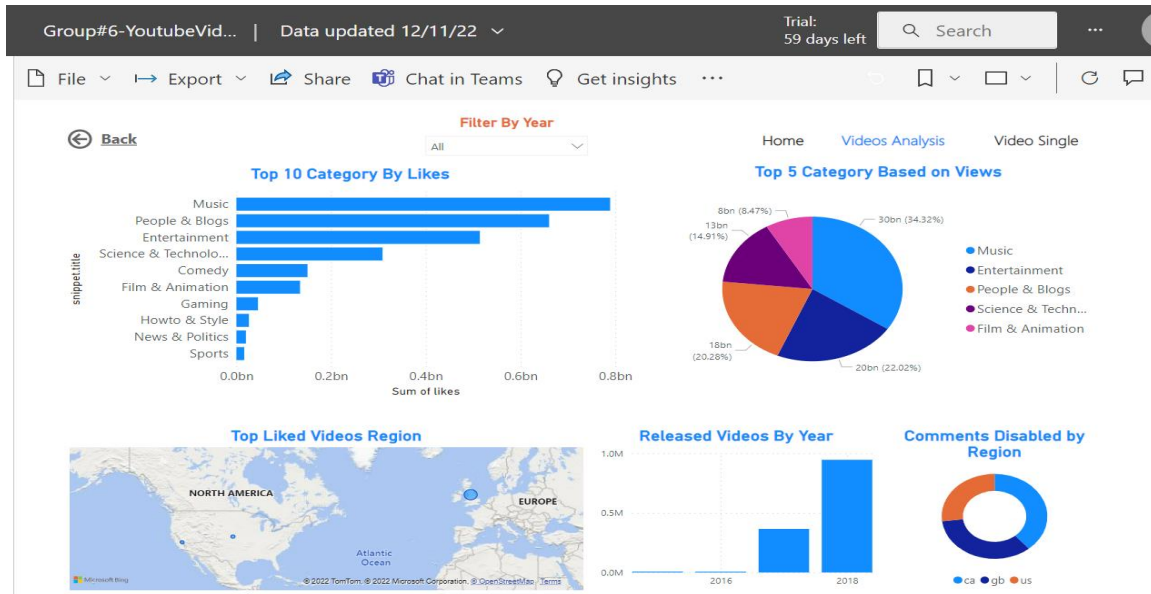 Group#6-YoutubeVid... | Data updated 12/11/22
Trial:
59 days left
Search
File
Export
Share
Chat in Teams
Get insights
Back
Filter By Year
All
Home
Videos Analysis
Video Single
Top 10 Category By Likes
snippet.title
Music
People & Blogs
Entertainment
Science & Technolo...
Comedy
Film & Animation
Gaming
Howto & Style
News & Politics
Sports
0.0bn
0.2bn
0.4bn
0.6bn
0.8bn
Sum of likes
Top 5 Category Based on Views
8bn (8.47%)
30bn (34.32%)
13bn
(14.91%)
18bn
(20.28%)
20bn (22.02%)
Music
Entertainment
People & Blogs
Science & Techn...
Film & Animation
Top Liked Videos Region
NORTH AMERICA
EUROPE
Atlantic
Ocean
Microsoft Bing
© 2022 TomTom, © 2022 Microsoft Corporation, © OpenStreetMap Terms
Released Videos By Year
1.0M
0.5M
0.0M
2016
2018
Comments Disabled by
Region
ca
gb
us